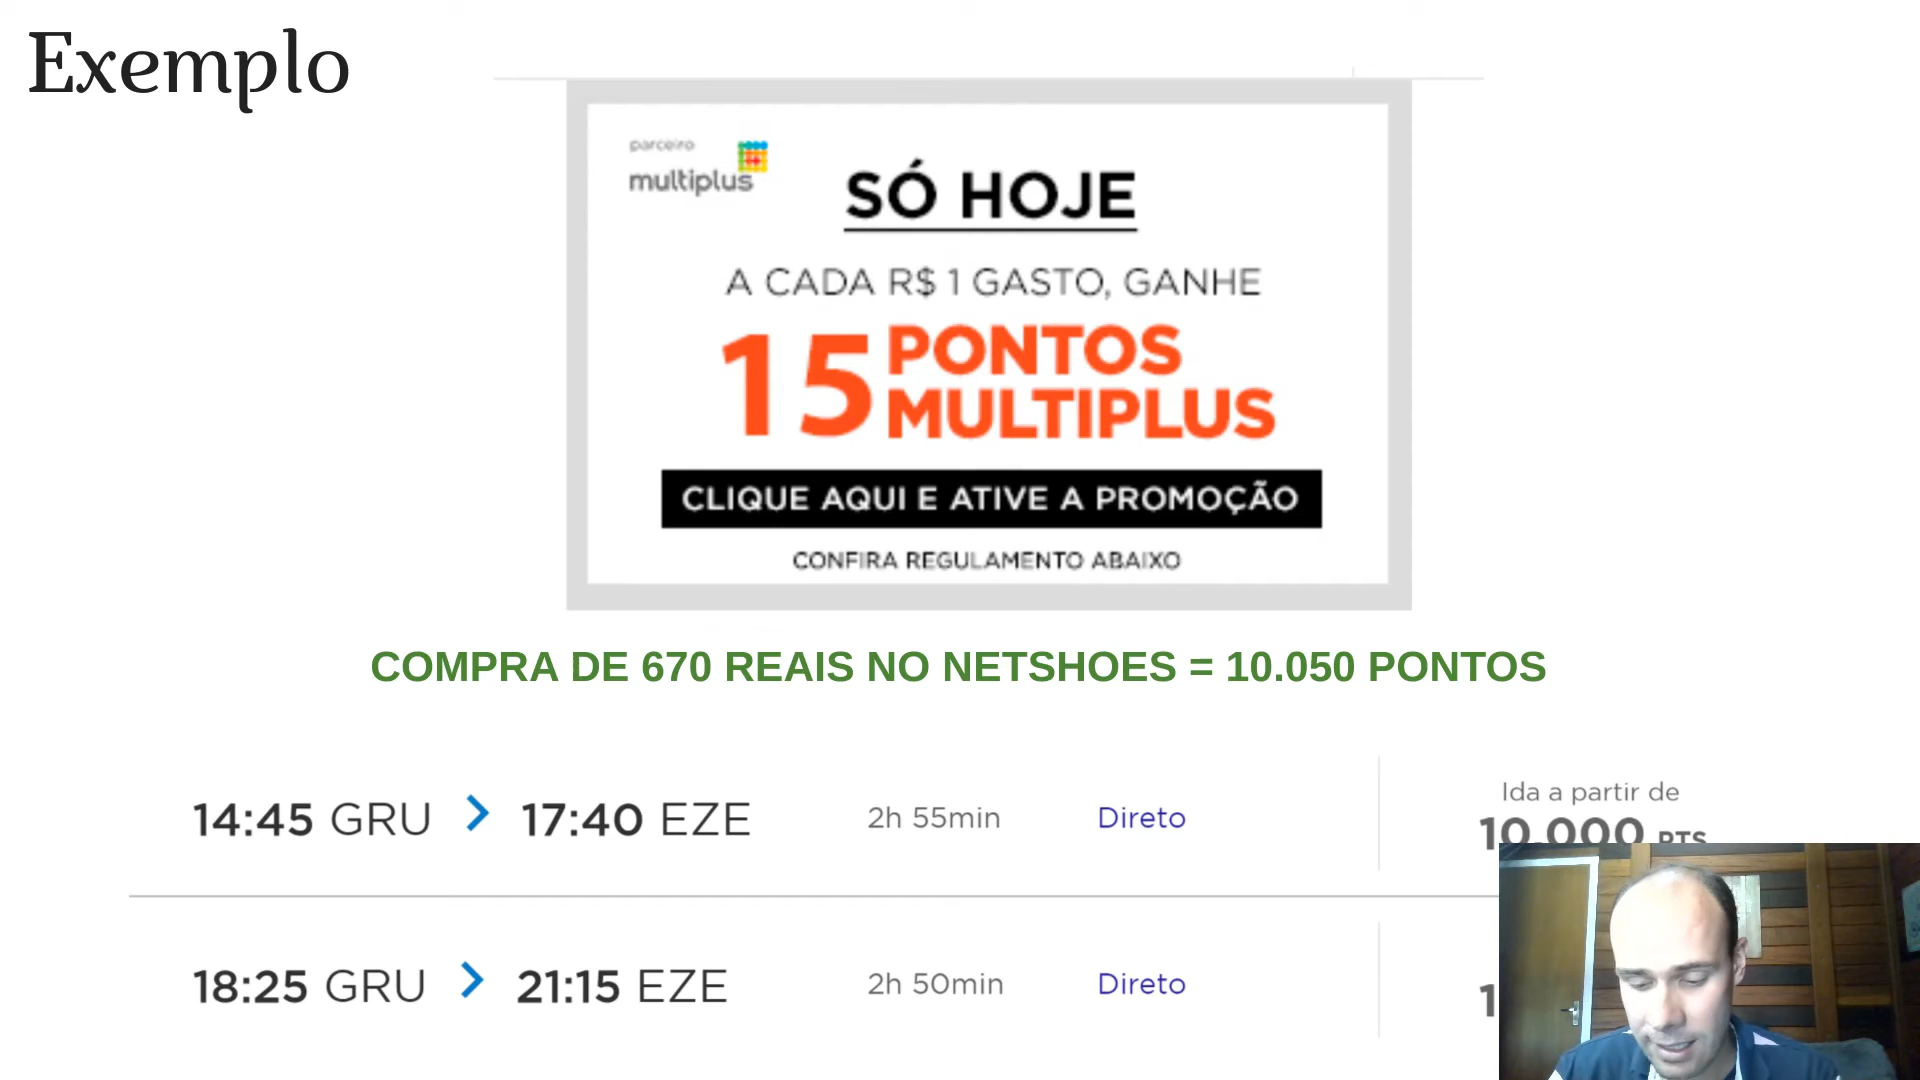 Exemplo
parceiro
multiplus
SÓ HOJE
A CADA R$ 1 GASTO, GANHE
15 PONTOS
MULTIPLUS
CLIQUE AQUI E ATIVE A PROMOÇÃO
CONFIRA REGULAMENTO ABAIXO
COMPRA DE 670 REAIS NO NETSHOES = 10.050 PONTOS
Ida a partir de
14:45 GRU > 17:40 EZE 2h 55min Direto 10.000 PTS
18:25 GRU > 21:15 EZE 2h 50min Direto